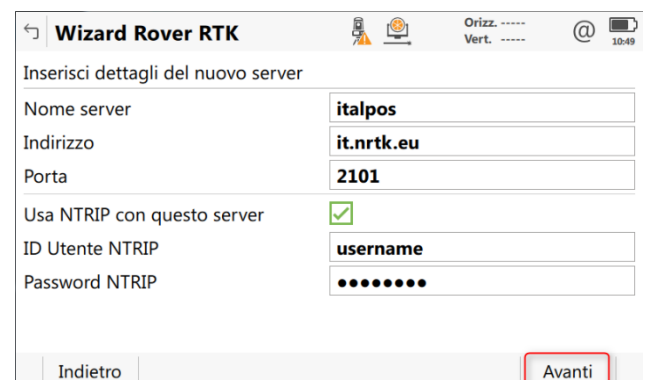 Wizard Rover RTK
Orizz. -----
Vert. -----
@
10:49
Inserisci dettagli del nuovo server
Nome server italpos
Indirizzo it.nrtk.eu
Porta 2101
Usa NTRIP con questo server
ID Utente NTRIP username
Password NTRIP ●●●●●●●●
Indietro Avanti